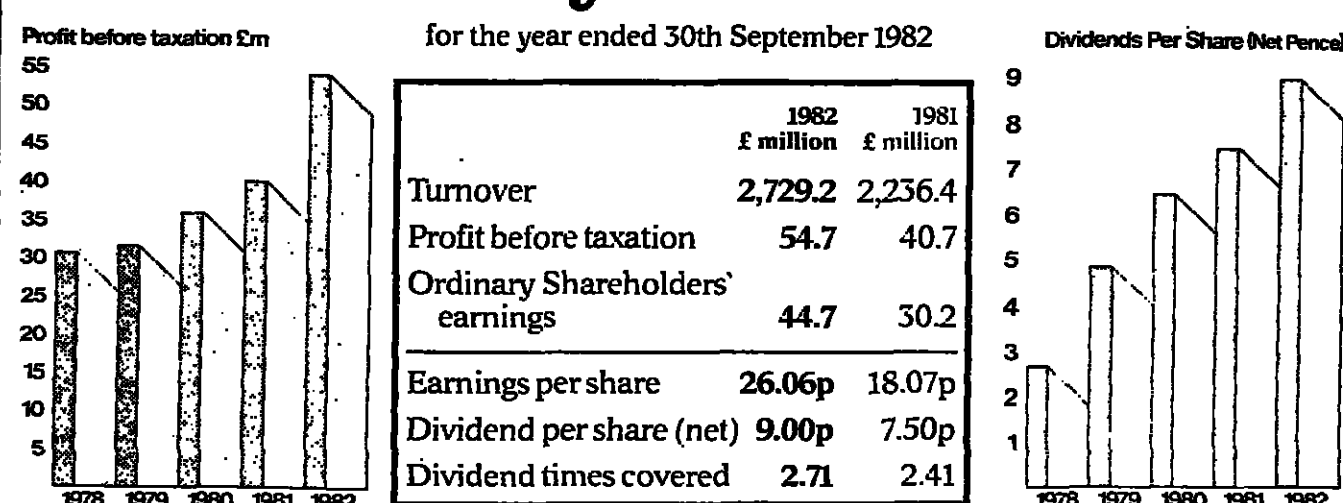 Profit before taxation £m
55
50
45
40
35
30
25
20
15
10
5
1978 1979 1980 1981 1982
for the year ended 30th September 1982
1982 1981
£ million £ million
Turnover 2,729.2 2,236.4
Profit before taxation 54.7 40.7
Ordinary Shareholders'
earnings 44.7 30.2
Earnings per share 26.06p 18.07p
Dividend per share (net) 9.00p 7.50p
Dividend times covered 2.71 2.41
Dividends Per Share (Net Pence)
9
8
7
6
5
4
3
2
1
1978 1979 1980 1981 1982